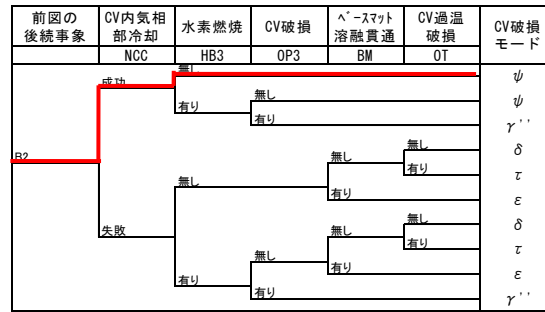 前図の
後続事象
CV内気相
部冷却
水素燃焼
CV破損
ベースマット
溶融貫通
CV過温
破損
CV破損
モード
NCC
HB3
OP3
BM
OT
無し
成功
ψ
無し
有り
ψ
有り
γ''
無し
δ
B2
無し
有り
τ
無し
有り
ε
無し
δ
失敗
無し
有り
τ
無し
有り
ε
有り
有り
γ''